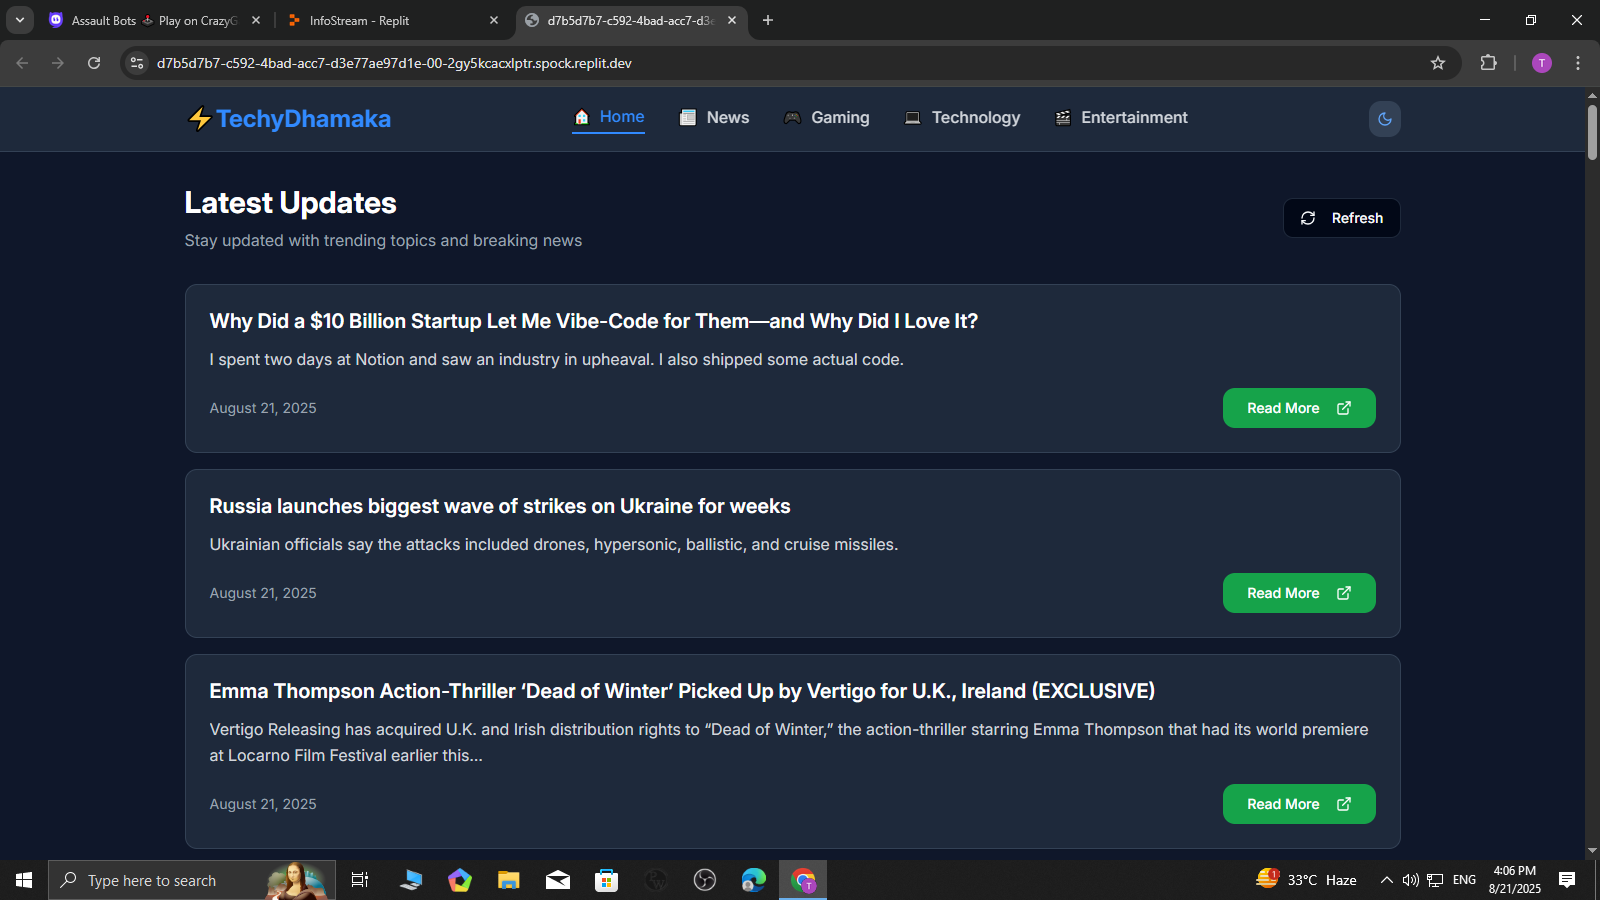 Assault Bots Play on CrazyG
InfoStream - Replit
d7b5d7b7-c592-4bad-acc7-d3e
d7b5d7b7-c592-4bad-acc7-d3e77ae97d1e-00-2gy5kcacxlptr.spock.replit.dev
T
TechyDhamaka
Home
News
Gaming
Technology
Entertainment
Latest Updates
Stay updated with trending topics and breaking news
Refresh
Why Did a $10 Billion Startup Let Me Vibe-Code for Them—and Why Did I Love It?
I spent two days at Notion and saw an industry in upheaval. I also shipped some actual code.
August 21, 2025
Read More
Russia launches biggest wave of strikes on Ukraine for weeks
Ukrainian officials say the attacks included drones, hypersonic, ballistic, and cruise missiles.
August 21, 2025
Read More
Emma Thompson Action-Thriller ‘Dead of Winter’ Picked Up by Vertigo for U.K., Ireland (EXCLUSIVE)
Vertigo Releasing has acquired U.K. and Irish distribution rights to “Dead of Winter,” the action-thriller starring Emma Thompson that had its world premiere
at Locarno Film Festival earlier this...
August 21, 2025
Read More
Type here to search
T
1
33°C Haze
ENG
4:06 PM
8/21/2025